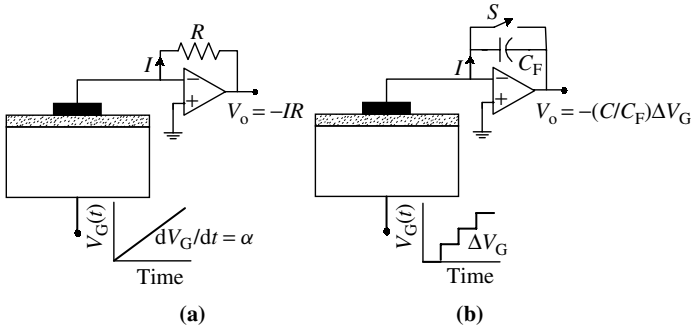 R
I
−
+
V_o = −IR
V_G(t)
dV_G/dt = α
Time
(a)
S
C_F
I
−
+
V_o = −(C/C_F)ΔV_G
V_G(t)
ΔV_G
Time
(b)